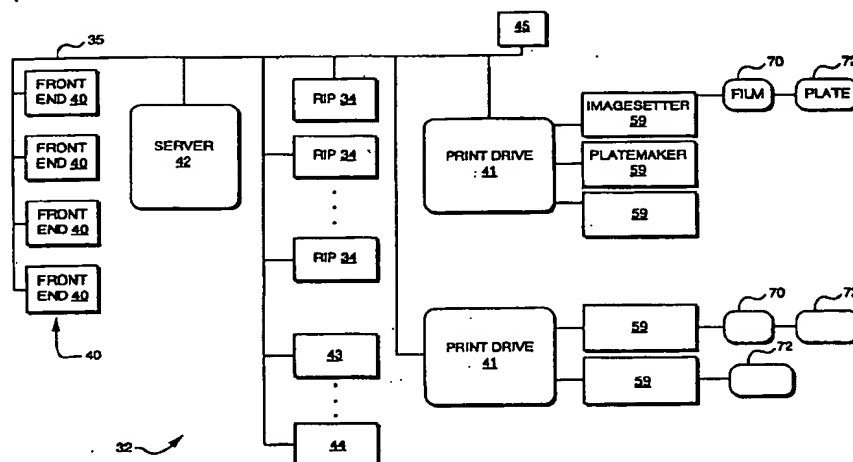 35
45
70
72
FRONT
END 40
FRONT
END 40
FRONT
END 40
FRONT
END 40
40
SERVER
42
RIP 34
RIP 34
RIP 34
43
44
PRINT DRIVE
41
IMAGESETTER
59
PLATEMAKER
59
59
FILM
PLATE
PRINT DRIVE
41
59
59
70
72
72
32